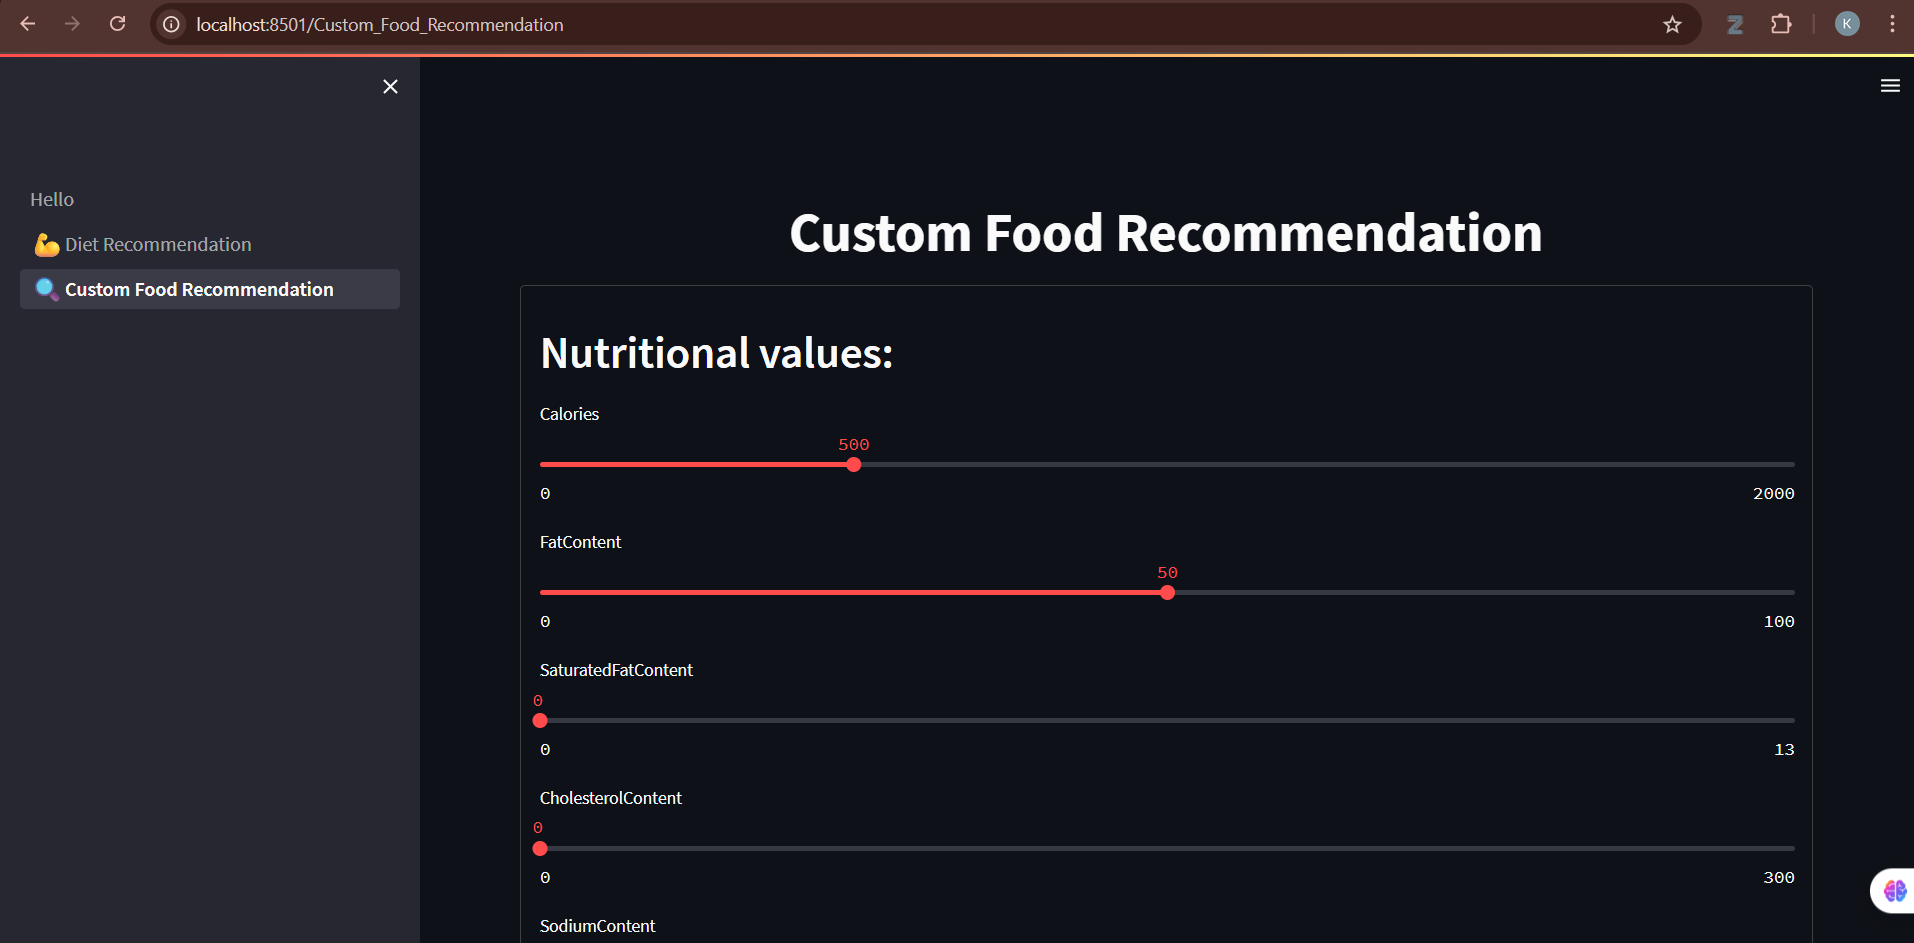 localhost:8501/Custom_Food_Recommendation
K
Hello
Diet Recommendation
Custom Food Recommendation
Custom Food Recommendation
Nutritional values:
Calories
500
0 2000
FatContent
50
0 100
SaturatedFatContent
0
0 13
CholesterolContent
0
0 300
SodiumContent